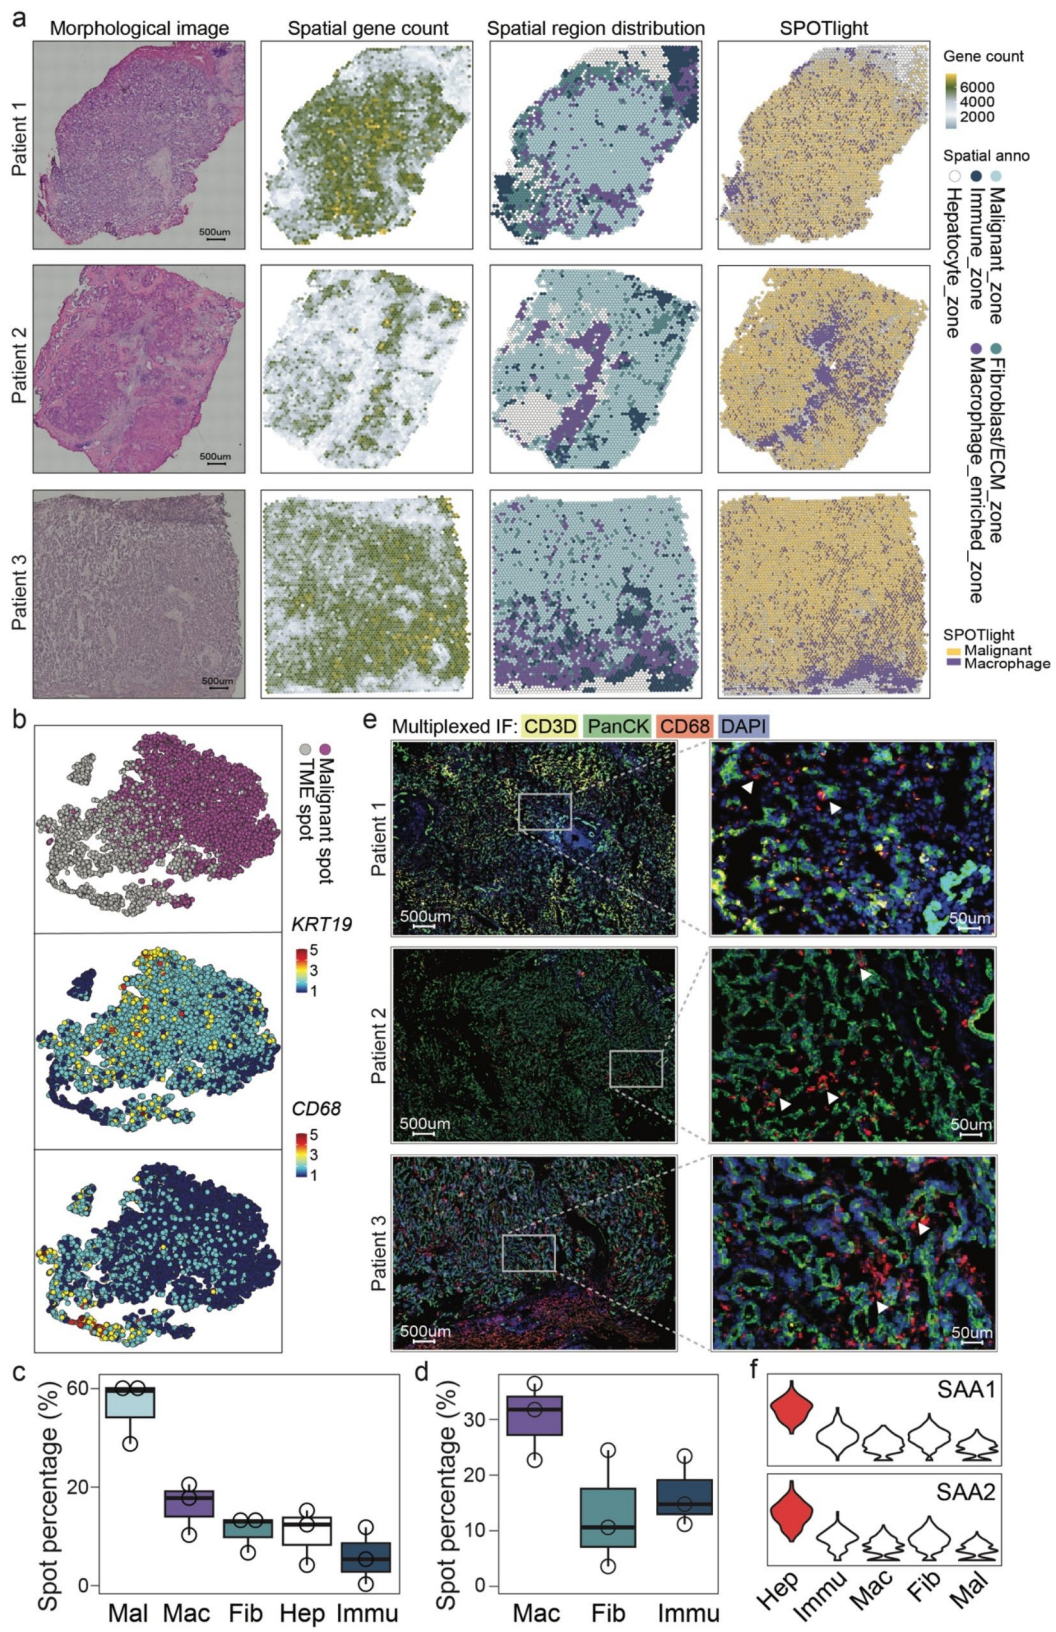 a
Morphological image
Spatial gene count
Spatial region distribution
SPOTlight
Patient 1
500um
Gene count
6000
4000
2000
Spatial anno
Malignant_zone
Immune_zone
Hepatocyte_zone
Fibroblast/ECM_zone
Macrophage_enriched_zone
Patient 2
500um
Patient 3
500um
SPOTlight
Malignant
Macrophage
b
Malignant spot
TME spot
KRT19
5
3
1
CD68
5
3
1
e
Multiplexed IF: CD3D PanCK CD68 DAPI
Patient 1
500um
50um
Patient 2
500um
50um
Patient 3
500um
50um
c
Spot percentage (%)
60
20
0
Mal Mac Fib Hep Immu
d
Spot percentage (%)
30
20
10
0
Mac Fib Immu
f
SAA1
SAA2
Hep Immu Mac Fib Mal